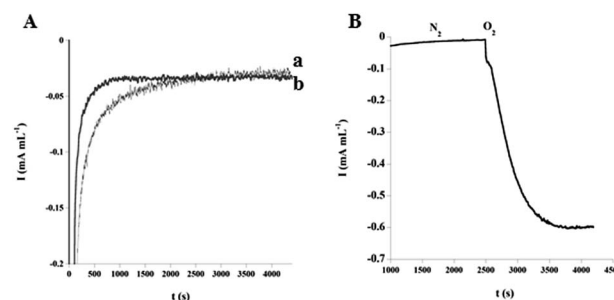 A
B
0
-0.05
-0.1
-0.15
-0.2
I (mA mL⁻¹)
a
b
0 500 1000 1500 2000 2500 3000 3500 4000
t (s)
N₂ O₂
0
-0.1
-0.2
-0.3
-0.4
-0.5
-0.6
-0.7
I (mA mL⁻¹)
1000 1500 2000 2500 3000 3500 4000 450
t (s)